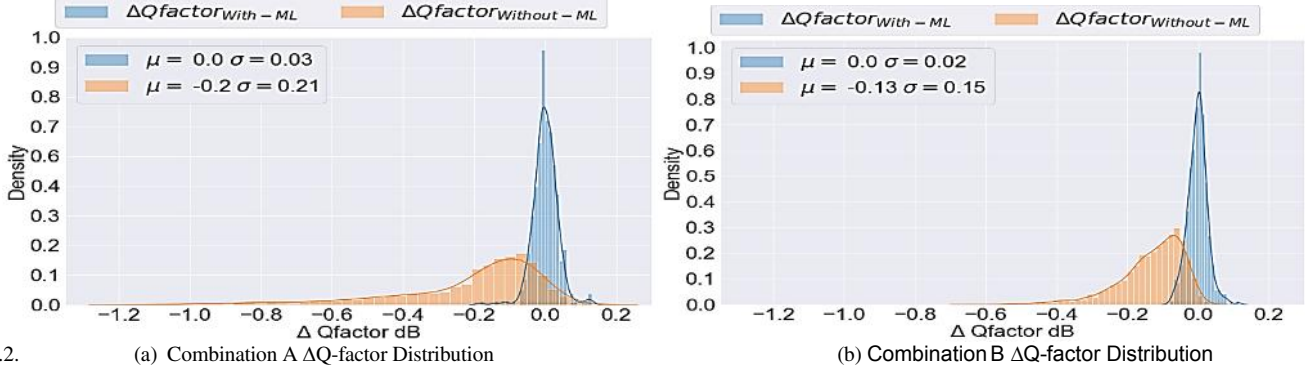 ΔQfactor_With−ML ΔQfactor_Without−ML
μ = 0.0 σ = 0.03
μ = -0.2 σ = 0.21
1.0
0.9
0.8
0.7
0.6
0.5
0.4
0.3
0.2
0.1
0.0
Density
−1.2 −1.0 −0.8 −0.6 −0.4 −0.2 0.0 0.2
Δ Qfactor dB
.2. (a) Combination A ΔQ-factor Distribution
ΔQfactor_With−ML ΔQfactor_Without−ML
μ = 0.0 σ = 0.02
μ = -0.13 σ = 0.15
1.0
0.9
0.8
0.7
0.6
0.5
0.4
0.3
0.2
0.1
0.0
Density
−1.2 −1.0 −0.8 −0.6 −0.4 −0.2 0.0 0.2
Δ Qfactor dB
(b) Combination B ΔQ-factor Distribution